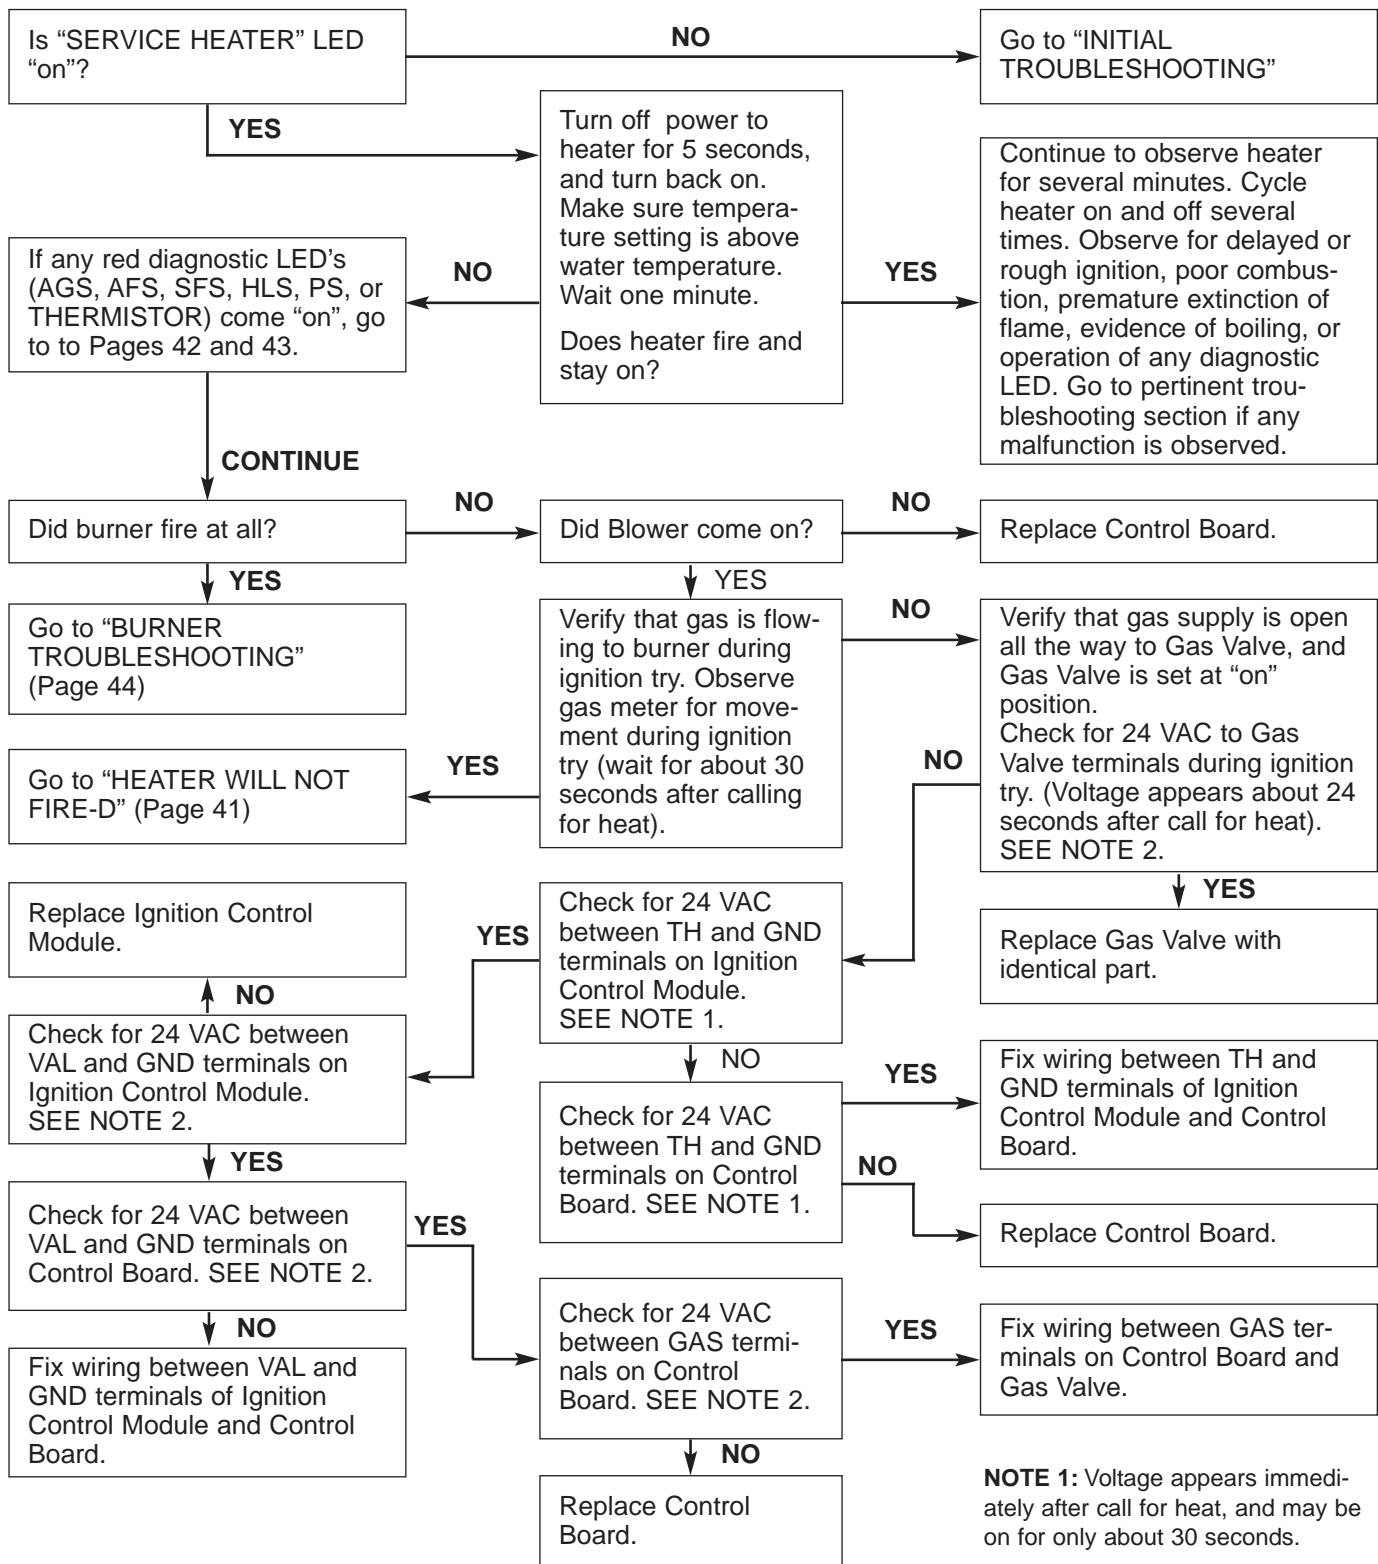 Is “SERVICE HEATER” LED
“on”?
NO
Go to “INITIAL
TROUBLESHOOTING”
YES
Turn off  power to
heater for 5 seconds,
and turn back on.
Make sure tempera-
ture setting is above
water temperature.
Wait one minute.
Does heater fire and
stay on?
YES
Continue to observe heater
for several minutes. Cycle
heater on and off several
times. Observe for delayed or
rough ignition, poor combus-
tion, premature extinction of
flame, evidence of boiling, or
operation of any diagnostic
LED. Go to pertinent trou-
bleshooting section if any
malfunction is observed.
NO
If any red diagnostic LED’s
(AGS, AFS, SFS, HLS, PS, or
THERMISTOR) come “on”, go
to to Pages 42 and 43.
CONTINUE
Did burner fire at all?
NO
Did Blower come on?
NO
Replace Control Board.
YES
Go to “BURNER
TROUBLESHOOTING”
(Page 44)
YES
Verify that gas is flow-
ing to burner during
ignition try. Observe
gas meter for move-
ment during ignition
try (wait for about 30
seconds after calling
for heat).
NO
Verify that gas supply is open
all the way to Gas Valve, and
Gas Valve is set at “on”
position.
Check for 24 VAC to Gas
Valve terminals during ignition
try. (Voltage appears about 24
seconds after call for heat).
SEE NOTE 2.
YES
Go to “HEATER WILL NOT
FIRE-D” (Page 41)
NO
YES
Replace Gas Valve with
identical part.
Check for 24 VAC
between TH and GND
terminals on Ignition
Control Module.
SEE NOTE 1.
YES
Replace Ignition Control
Module.
NO
Check for 24 VAC between
VAL and GND terminals on
Ignition Control Module.
SEE NOTE 2.
NO
Check for 24 VAC
between TH and GND
terminals on Control
Board. SEE NOTE 1.
YES
Fix wiring between TH and
GND terminals of Ignition
Control Module and Control
Board.
NO
Replace Control Board.
YES
Check for 24 VAC between
VAL and GND terminals on
Control Board. SEE NOTE 2.
YES
Check for 24 VAC
between GAS termi-
nals on Control
Board. SEE NOTE 2.
YES
Fix wiring between GAS ter-
minals on Control Board and
Gas Valve.
NO
Fix wiring between VAL and
GND terminals of Ignition
Control Module and Control
Board.
NO
Replace Control
Board.
NOTE 1: Voltage appears immedi-
ately after call for heat, and may be
on for only about 30 seconds.